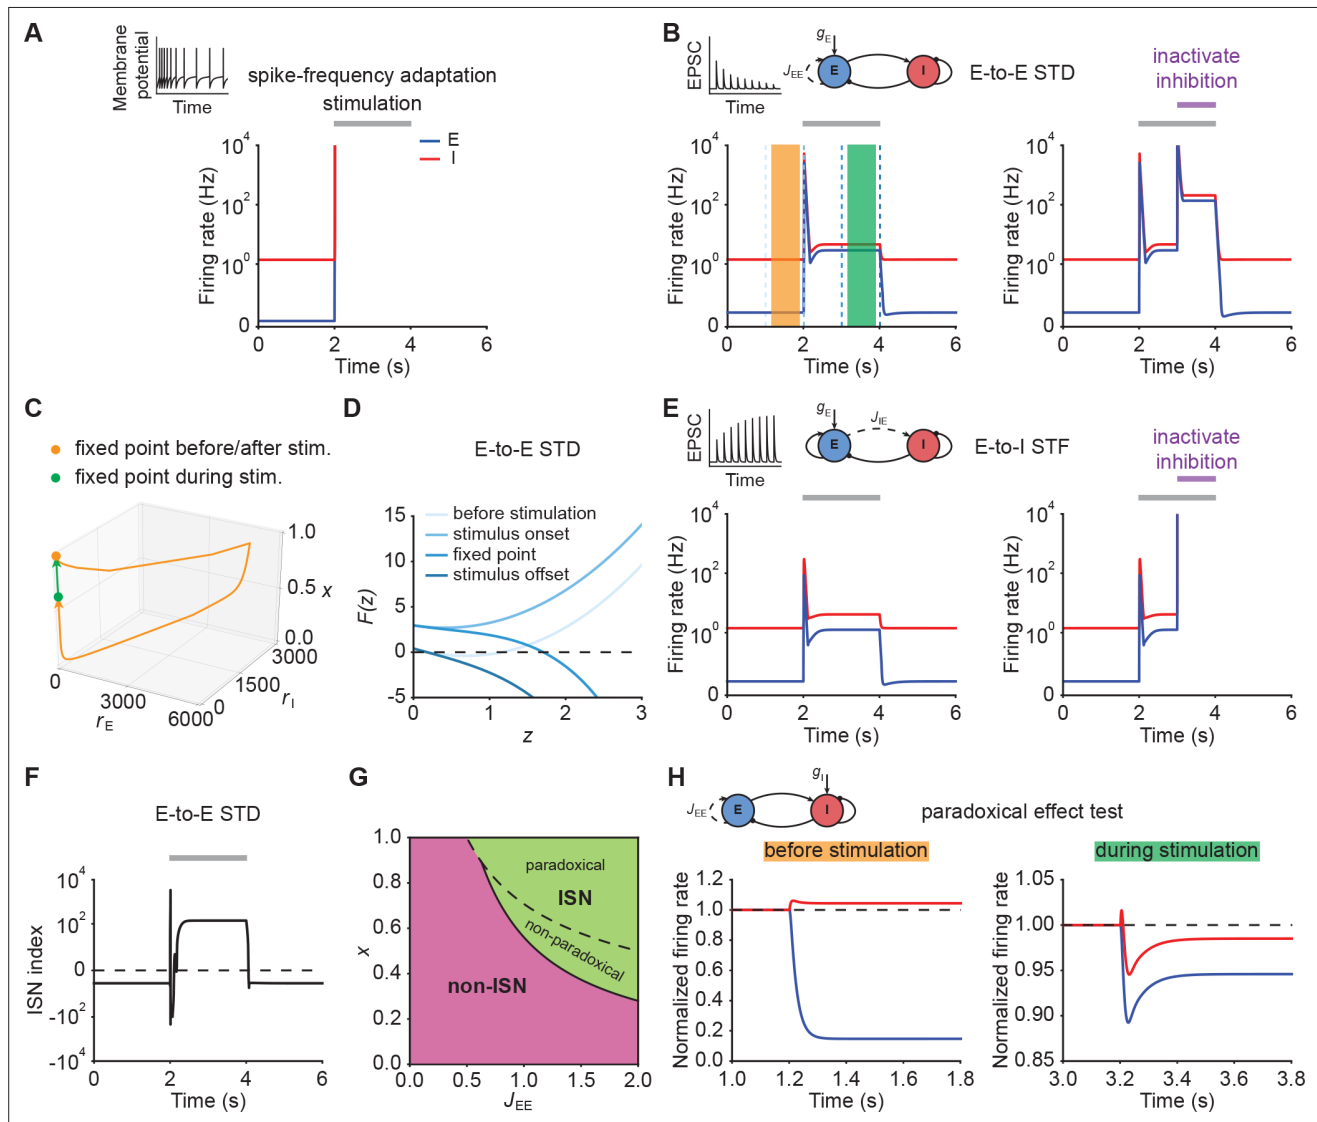 A
Membrane
potential
Time
spike-frequency adaptation
stimulation
E
I
10^4
10^2
10^0
0
Firing rate (Hz)
0 2 4 6
Time (s)
B
EPSC
Time
g_E
J_EE
E
I
E-to-E STD
inactivate
inhibition
10^4
10^2
10^0
0
Firing rate (Hz)
0 2 4 6
Time (s)
10^4
10^2
10^0
0
Firing rate (Hz)
0 2 4 6
Time (s)
C
fixed point before/after stim.
fixed point during stim.
1.0
0.5
0.0
x
3000
1500
0
r_I
0
3000
6000
r_E
D
E-to-E STD
before stimulation
stimulus onset
fixed point
stimulus offset
15
10
5
0
-5
F(z)
0 1 2 3
z
E
EPSC
Time
g_E
J_IE
E
I
E-to-I STF
inactivate
inhibition
10^4
10^2
10^0
0
Firing rate (Hz)
0 2 4 6
Time (s)
10^4
10^2
10^0
0
Firing rate (Hz)
0 2 4 6
Time (s)
F
E-to-E STD
10^4
10^2
0
-10^2
-10^4
ISN index
0 2 4 6
Time (s)
G
1.0
0.8
0.6
0.4
0.2
0.0
x
paradoxical
ISN
non-paradoxical
non-ISN
0.0 0.5 1.0 1.5 2.0
J_EE
H
g_I
J_EE
E
I
paradoxical effect test
before stimulation
during stimulation
1.2
1.0
0.8
0.6
0.4
0.2
0.0
Normalized firing rate
1.0 1.2 1.4 1.6 1.8
Time (s)
1.05
1.00
0.95
0.90
0.85
Normalized firing rate
3.0 3.2 3.4 3.6 3.8
Time (s)